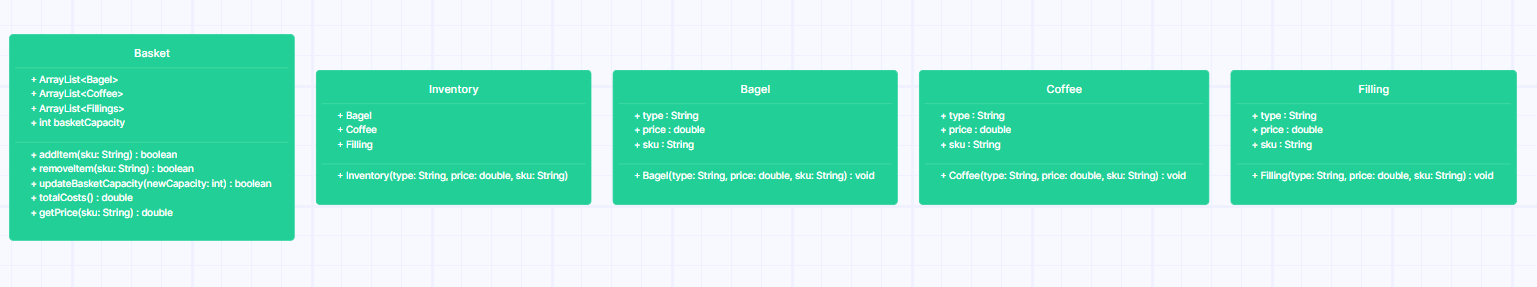 Basket
+ ArrayList<Bagel>
+ ArrayList<Coffee>
+ ArrayList<Fillings>
+ int basketCapacity
+ addItem(sku: String) : boolean
+ removeItem(sku: String) : boolean
+ updateBasketCapacity(newCapacity: int) : boolean
+ totalCosts() : double
+ getPrice(sku: String) : double
Inventory
+ Bagel
+ Coffee
+ Filling
+ Inventory(type: String, price: double, sku: String)
Bagel
+ type : String
+ price : double
+ sku : String
+ Bagel(type: String, price: double, sku: String) : void
Coffee
+ type : String
+ price : double
+ sku : String
+ Coffee(type: String, price: double, sku: String) : void
Filling
+ type : String
+ price : double
+ sku : String
+ Filling(type: String, price: double, sku: String) : void